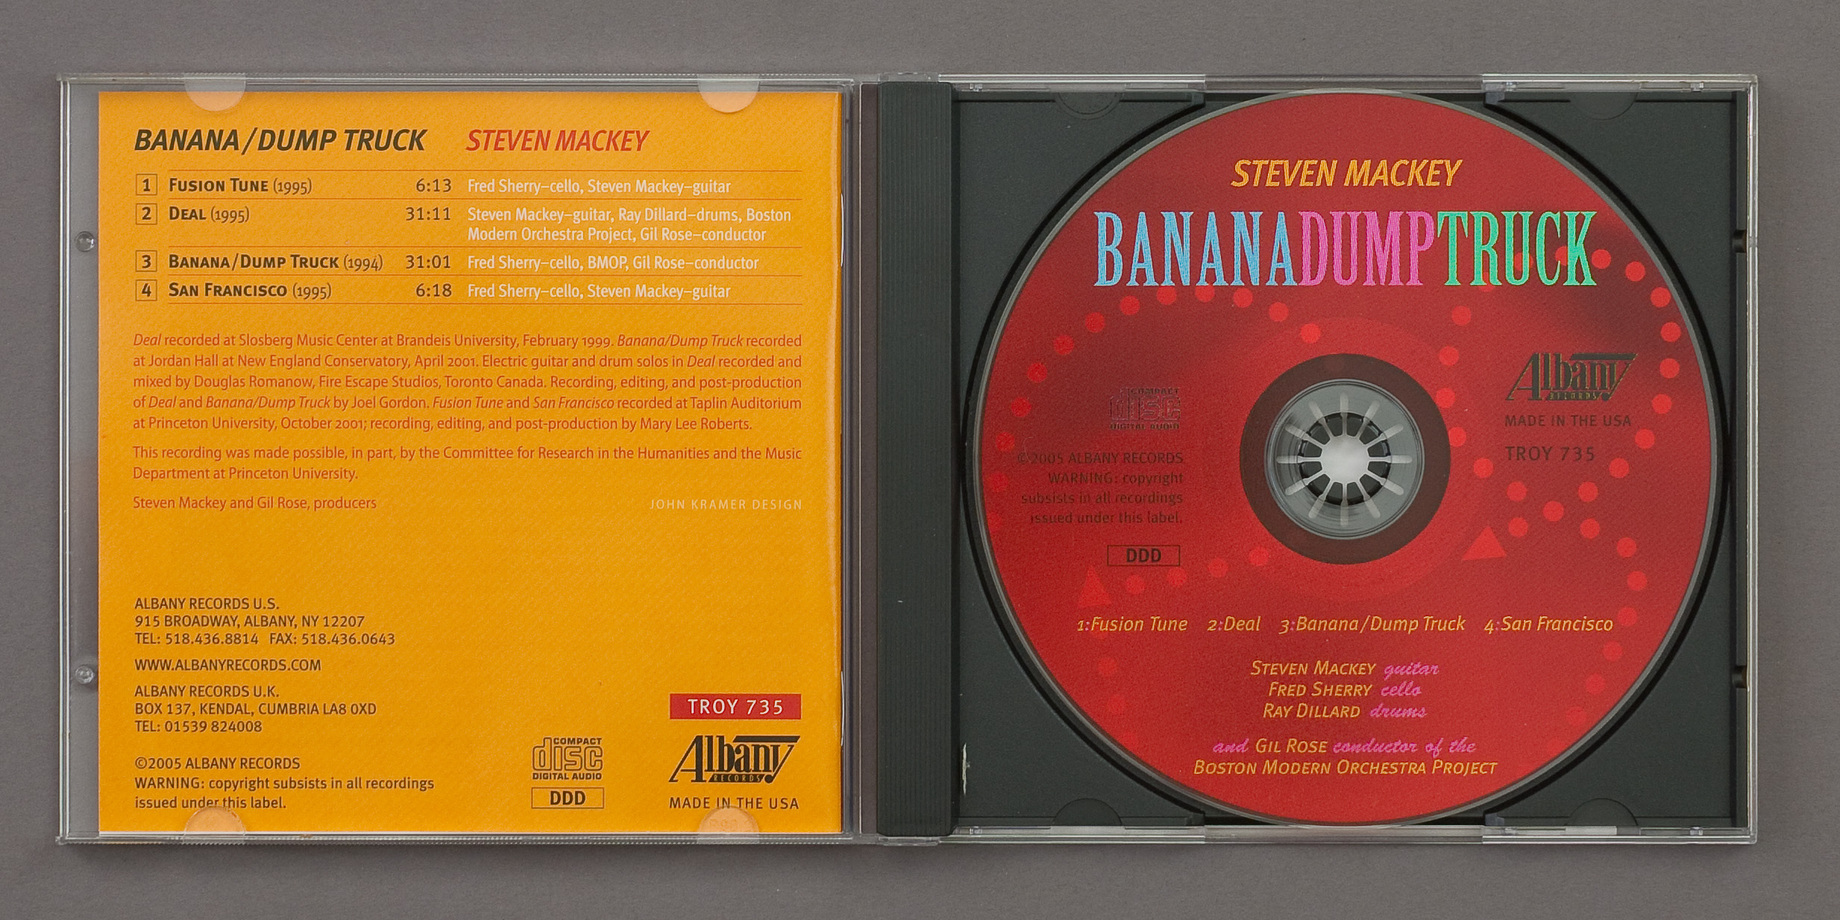 BANANA/DUMP TRUCK STEVEN MACKEY
1 FUSION TUNE (1995) 6:13 Fred Sherry–cello, Steven Mackey–guitar
2 DEAL (1995) 31:11 Steven Mackey–guitar, Ray Dillard–drums, Boston
Modern Orchestra Project, Gil Rose–conductor
3 BANANA/DUMP TRUCK (1994) 31:01 Fred Sherry–cello, BMOP, Gil Rose–conductor
4 SAN FRANCISCO (1995) 6:18 Fred Sherry–cello, Steven Mackey–guitar
Deal recorded at Slosberg Music Center at Brandeis University, February 1999. Banana/Dump Truck recorded
at Jordan Hall at New England Conservatory, April 2001. Electric guitar and drum solos in Deal recorded and
mixed by Douglas Romanow, Fire Escape Studios, Toronto Canada. Recording, editing, and post-production
of Deal and Banana/Dump Truck by Joel Gordon. Fusion Tune and San Francisco recorded at Taplin Auditorium
at Princeton University, October 2001; recording, editing, and post-production by Mary Lee Roberts.
This recording was made possible, in part, by the Committee for Research in the Humanities and the Music
Department at Princeton University.
Steven Mackey and Gil Rose, producers JOHN KRAMER DESIGN
ALBANY RECORDS U.S.
915 BROADWAY, ALBANY, NY 12207
TEL: 518.436.8814 FAX: 518.436.0643
WWW.ALBANYRECORDS.COM
ALBANY RECORDS U.K.
BOX 137, KENDAL, CUMBRIA LA8 0XD
TEL: 01539 824008
©2005 ALBANY RECORDS
WARNING: copyright subsists in all recordings
issued under this label.
COMPACT
disc
DIGITAL AUDIO
DDD
TROY 735
Albany
RECORDS
MADE IN THE USA
STEVEN MACKEY
BANANADUMPTRUCK
COMPACT
disc
DIGITAL AUDIO
©2005 ALBANY RECORDS
WARNING: copyright
subsists in all recordings
issued under this label.
DDD
Albany
RECORDS
MADE IN THE USA
TROY 735
1:Fusion Tune 2:Deal 3:Banana/Dump Truck 4:San Francisco
STEVEN MACKEY guitar
FRED SHERRY cello
RAY DILLARD drums
and GIL ROSE conductor of the
BOSTON MODERN ORCHESTRA PROJECT